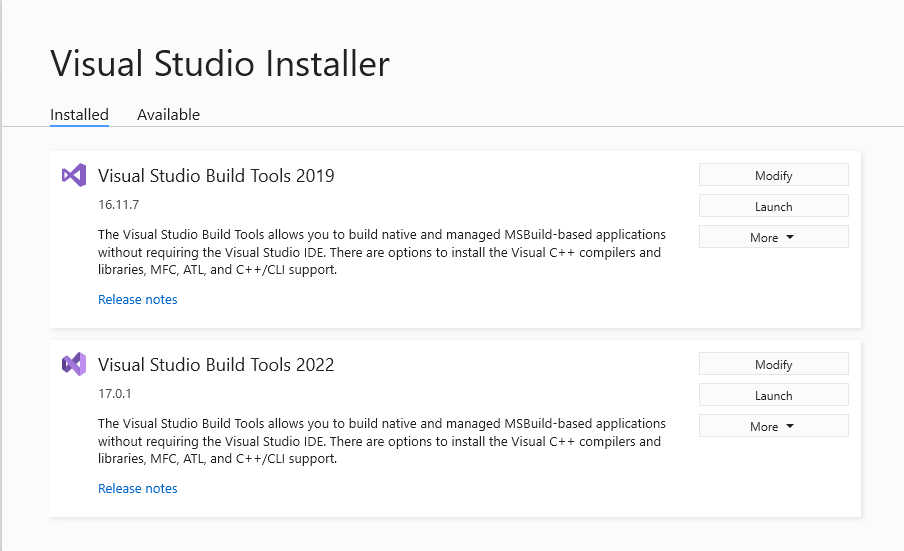 Visual Studio Installer
Installed Available
Visual Studio Build Tools 2019
16.11.7
The Visual Studio Build Tools allows you to build native and managed MSBuild-based applications
without requiring the Visual Studio IDE. There are options to install the Visual C++ compilers and
libraries, MFC, ATL, and C++/CLI support.
Release notes
Modify
Launch
More
Visual Studio Build Tools 2022
17.0.1
The Visual Studio Build Tools allows you to build native and managed MSBuild-based applications
without requiring the Visual Studio IDE. There are options to install the Visual C++ compilers and
libraries, MFC, ATL, and C++/CLI support.
Release notes
Modify
Launch
More